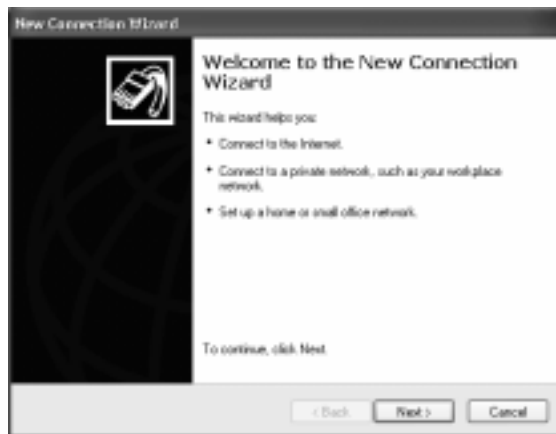 New Connection Wizard
Welcome to the New Connection
Wizard
This wizard helps you:
• Connect to the Internet.
• Connect to a private network, such as your workplace
network.
• Set up a home or small office network.
To continue, click Next.
< Back
Next >
Cancel